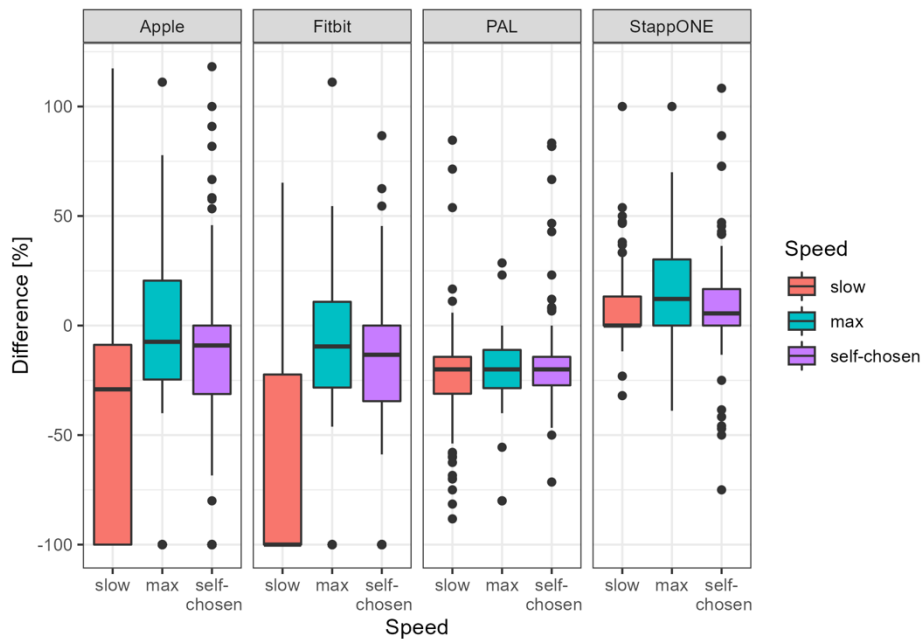 Apple Fitbit PAL StappONE
Difference [%]
100
50
0
-50
-100
slow max self-chosen slow max self-chosen slow max self-chosen slow max self-chosen
Speed
Speed
slow
max
self-chosen